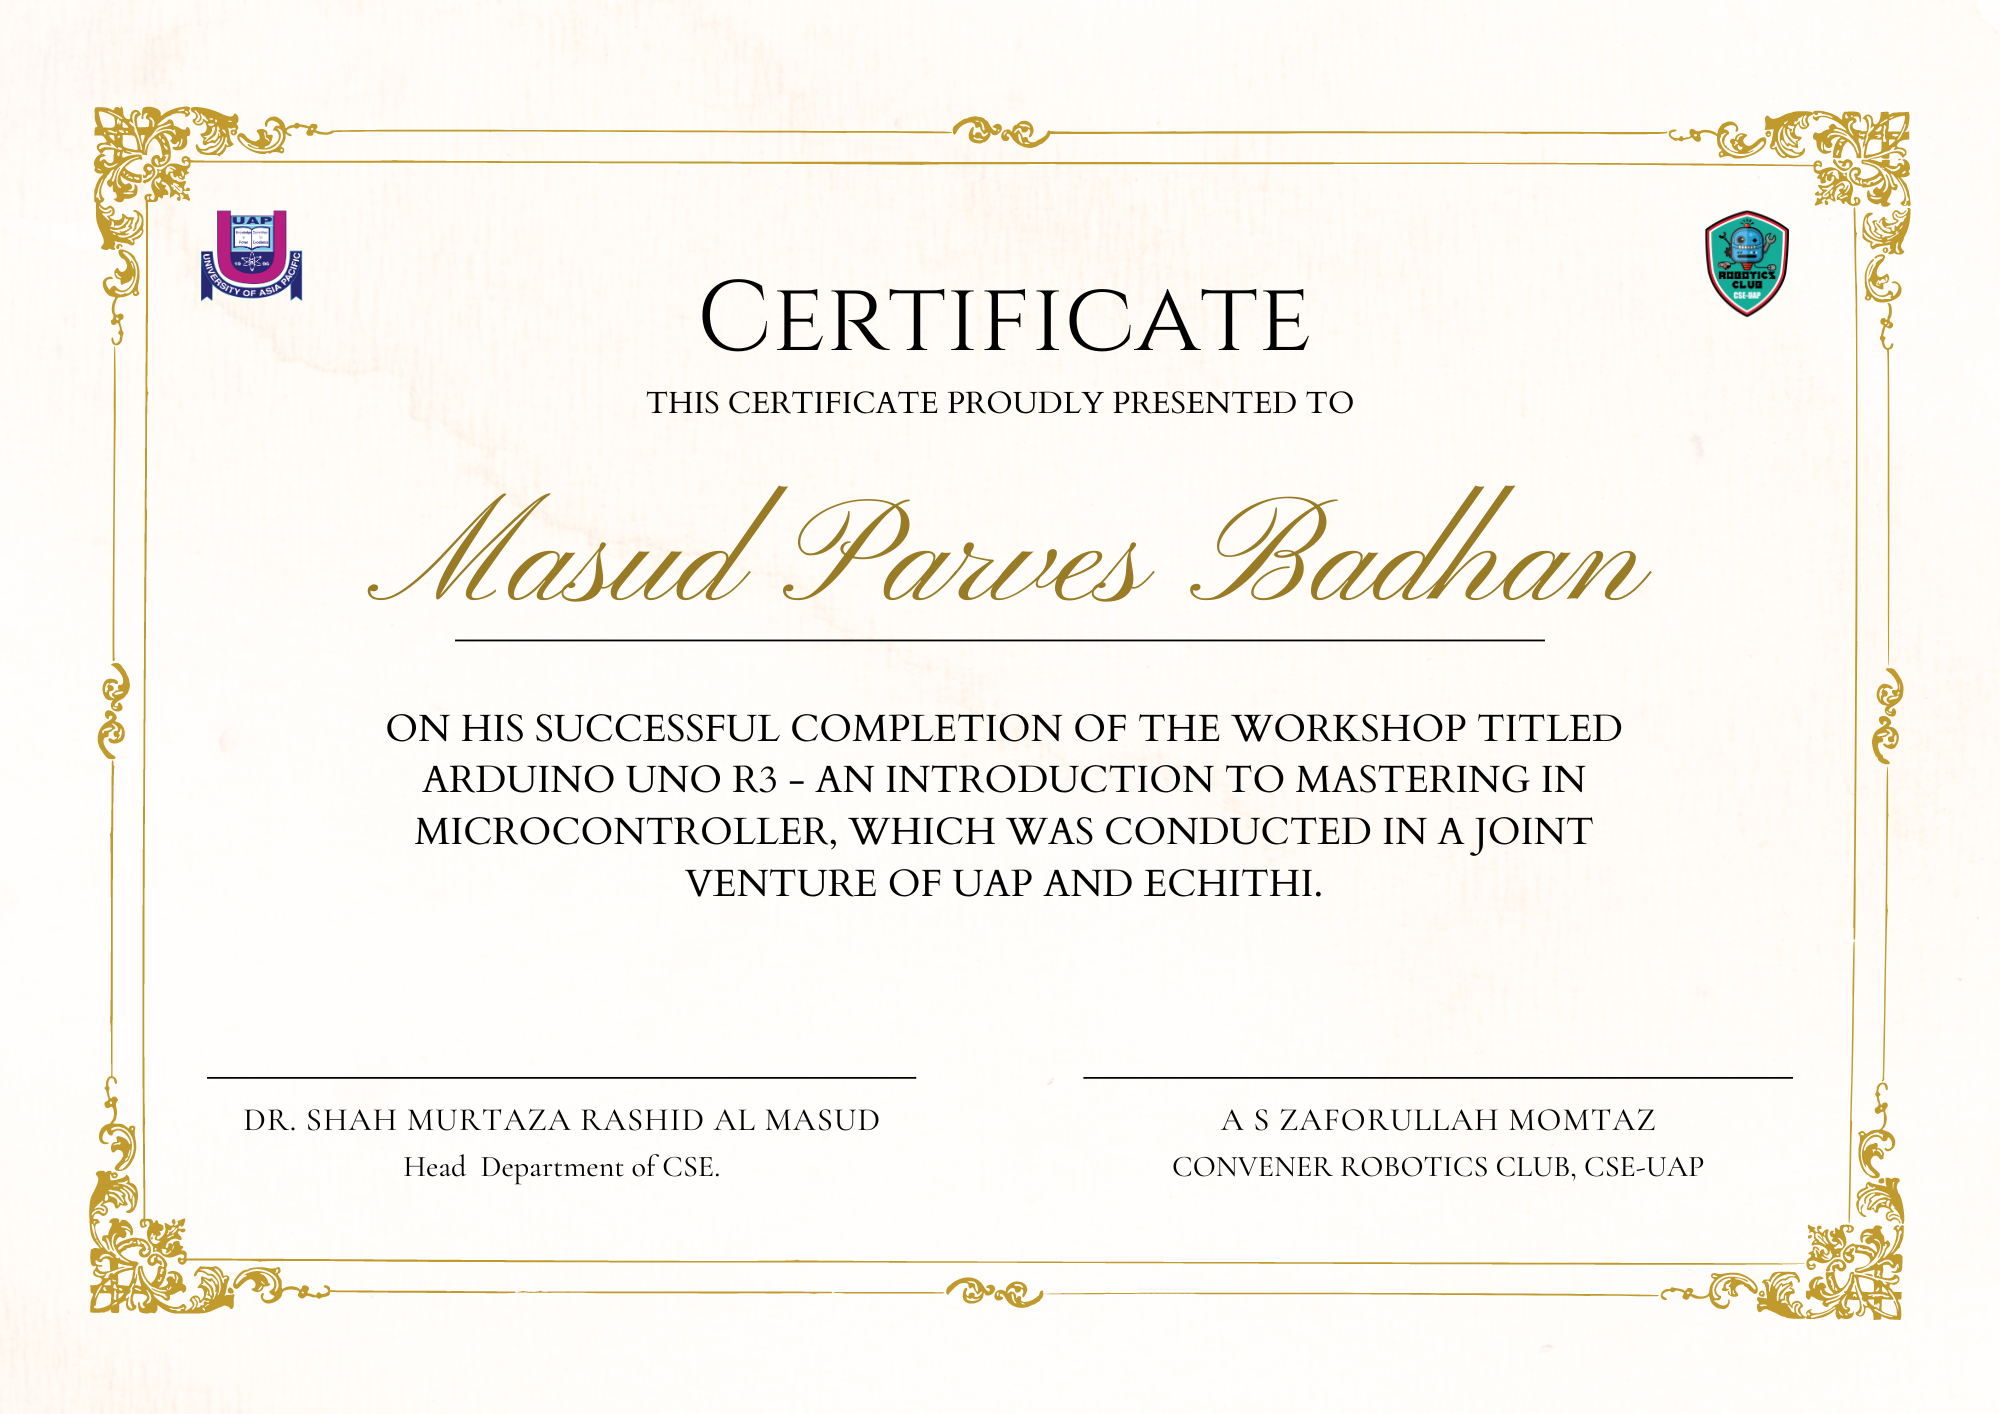 UAP
UNIVERSITY OF ASIA PACIFIC
ROBOTICS
CLUB
CSE-UAP
CERTIFICATE
THIS CERTIFICATE PROUDLY PRESENTED TO
Masud Parves Badhan
ON HIS SUCCESSFUL COMPLETION OF THE WORKSHOP TITLED
ARDUINO UNO R3 - AN INTRODUCTION TO MASTERING IN
MICROCONTROLLER, WHICH WAS CONDUCTED IN A JOINT
VENTURE OF UAP AND ECHITHI.
DR. SHAH MURTAZA RASHID AL MASUD
Head Department of CSE.
A S ZAFORULLAH MOMTAZ
CONVENER ROBOTICS CLUB, CSE-UAP